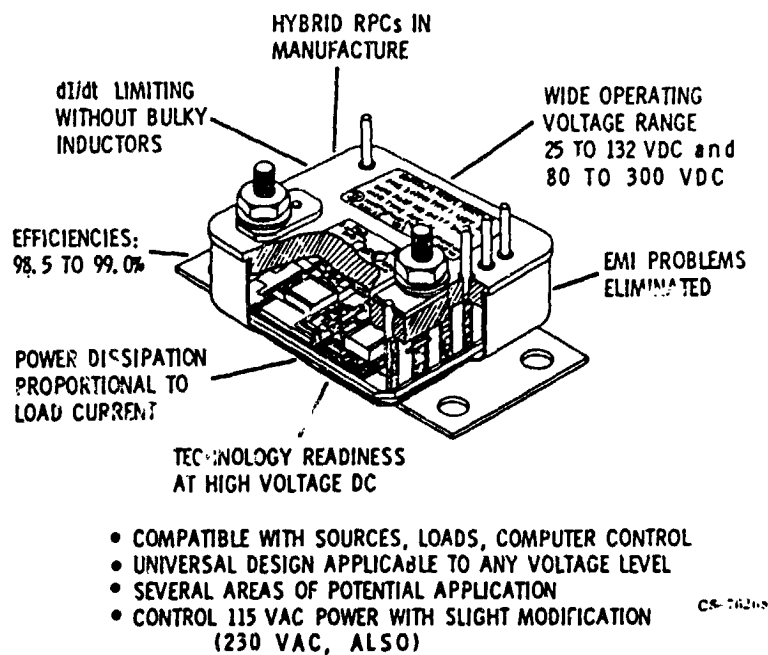 HYBRID RPCs IN
MANUFACTURE
dI/dt LIMITING
WITHOUT BULKY
INDUCTORS
WIDE OPERATING
VOLTAGE RANGE
25 TO 132 VDC and
80 TO 300 VDC
EFFICIENCIES:
98.5 TO 99.0%
EMI PROBLEMS
ELIMINATED
POWER DISSIPATION
PROPORTIONAL TO
LOAD CURRENT
TECHNOLOGY READINESS
AT HIGH VOLTAGE DC
• COMPATIBLE WITH SOURCES, LOADS, COMPUTER CONTROL
• UNIVERSAL DESIGN APPLICABLE TO ANY VOLTAGE LEVEL
• SEVERAL AREAS OF POTENTIAL APPLICATION
• CONTROL 115 VAC POWER WITH SLIGHT MODIFICATION
(230 VAC, ALSO)